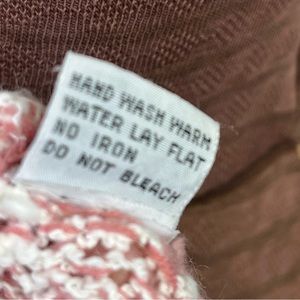 HAND WASH WARM
WATER LAY FLAT
NO IRON
DO NOT BLEACH